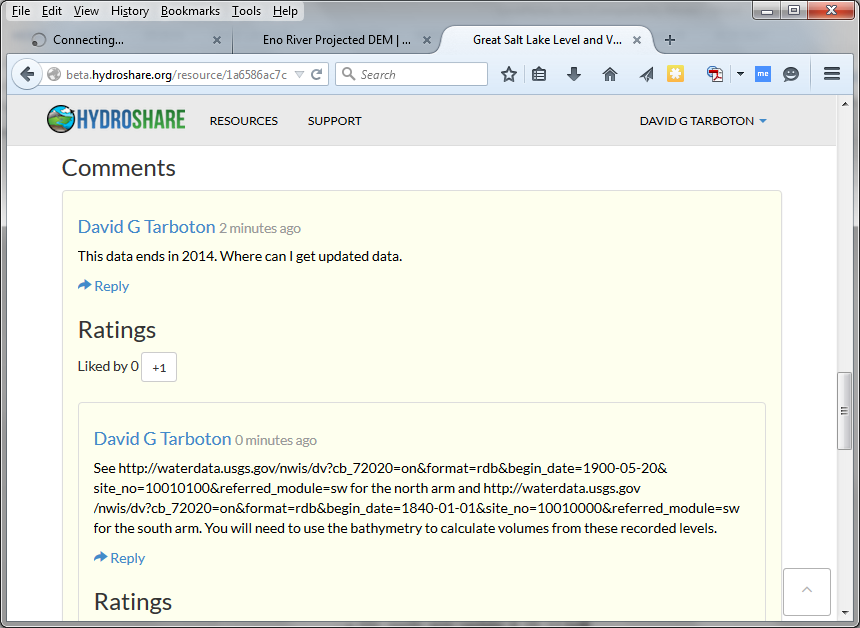 File Edit View History Bookmarks Tools Help
Connecting...
Eno River Projected DEM | ...
Great Salt Lake Level and V...
beta.hydroshare.org/resource/1a6586ac7c
Search
me
HYDROSHARE
RESOURCES
SUPPORT
DAVID G TARBOTON
Comments
David G Tarboton 2 minutes ago
This data ends in 2014. Where can I get updated data.
Reply
Ratings
Liked by 0 +1
David G Tarboton 0 minutes ago
See http://waterdata.usgs.gov/nwis/dv?cb_72020=on&format=rdb&begin_date=1900-05-20&
site_no=10010100&referred_module=sw for the north arm and http://waterdata.usgs.gov
/nwis/dv?cb_72020=on&format=rdb&begin_date=1840-01-01&site_no=10010000&referred_module=sw
for the south arm. You will need to use the bathymetry to calculate volumes from these recorded levels.
Reply
Ratings